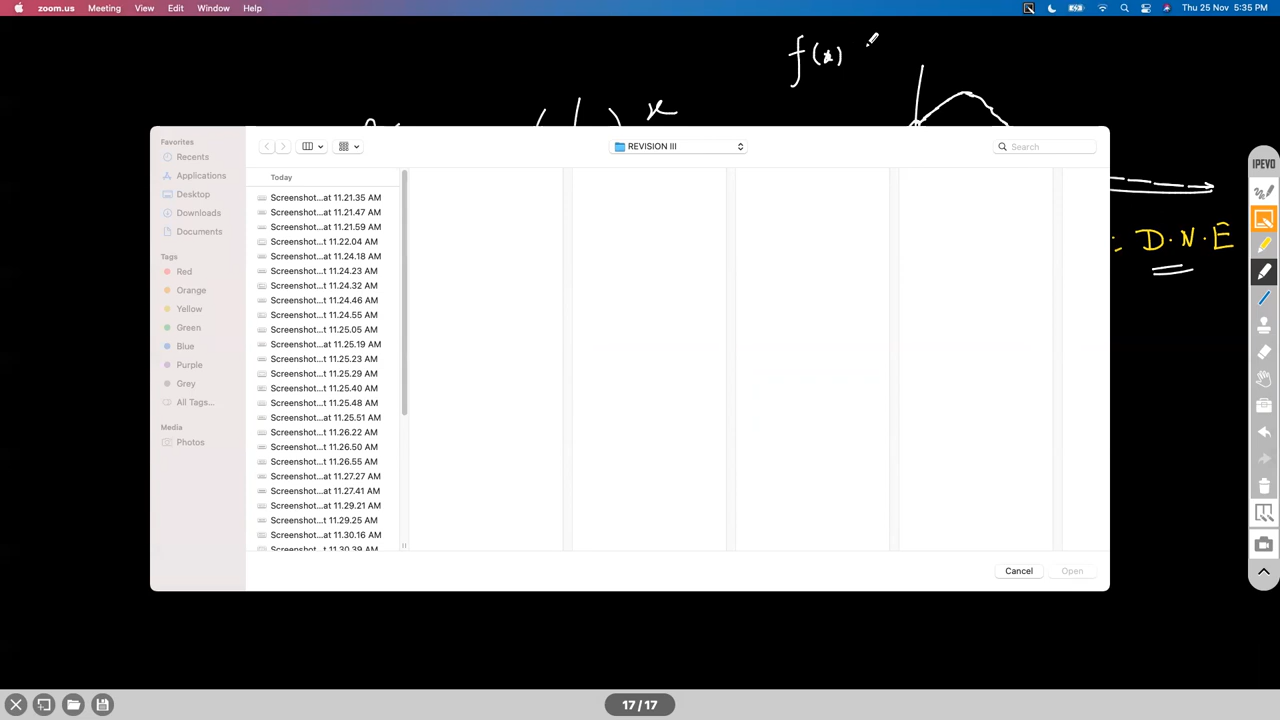 zoom.us Meeting View Edit Window Help Thu 25 Nov 5:35 PM
f(x)
x
REVISION III
Search
Favorites
Recents
Applications
Desktop
Downloads
Documents
Tags
Red
Orange
Yellow
Green
Blue
Purple
Grey
All Tags...
Media
Photos
Today
Screenshot...at 11.21.35 AM
Screenshot...at 11.21.47 AM
Screenshot...at 11.21.59 AM
Screenshot...t 11.22.04 AM
Screenshot...at 11.24.18 AM
Screenshot...t 11.24.23 AM
Screenshot...t 11.24.32 AM
Screenshot...t 11.24.46 AM
Screenshot...t 11.24.55 AM
Screenshot...t 11.25.05 AM
Screenshot...at 11.25.19 AM
Screenshot...t 11.25.23 AM
Screenshot...t 11.25.29 AM
Screenshot...t 11.25.40 AM
Screenshot...t 11.25.48 AM
Screenshot...at 11.25.51 AM
Screenshot...t 11.26.22 AM
Screenshot...t 11.26.50 AM
Screenshot...t 11.26.55 AM
Screenshot...at 11.27.27 AM
Screenshot...at 11.27.41 AM
Screenshot...at 11.29.21 AM
Screenshot...t 11.29.25 AM
Screenshot...at 11.30.16 AM
Screenshot...t 11.30.39 AM
: D.N.E
IPEVO
Cancel Open
17 / 17